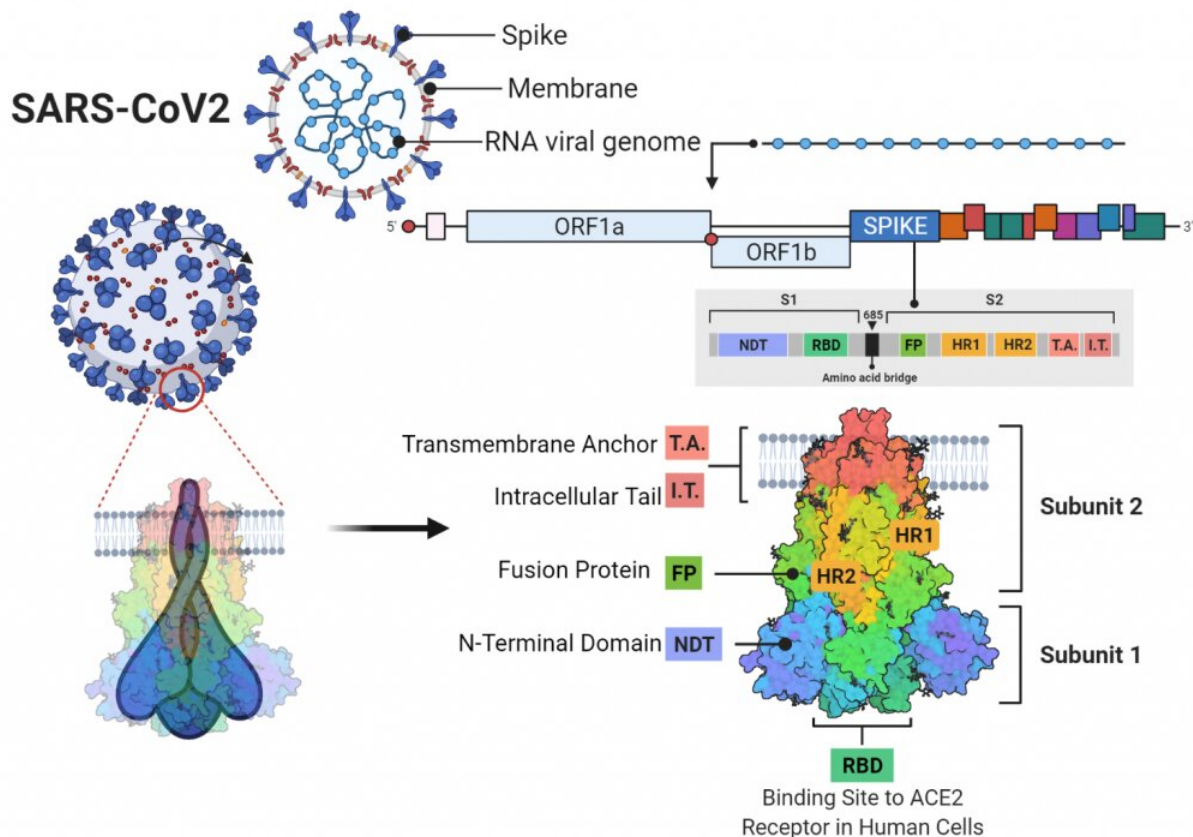 SARS-CoV2
Spike
Membrane
RNA viral genome
5'
ORF1a
ORF1b
SPIKE
3'
S1
685
S2
NDT
RBD
FP
HR1
HR2
T.A.
I.T.
Amino acid bridge
Transmembrane Anchor T.A.
Intracellular Tail I.T.
Fusion Protein FP
N-Terminal Domain NDT
HR1
HR2
Subunit 2
Subunit 1
RBD
Binding Site to ACE2
Receptor in Human Cells